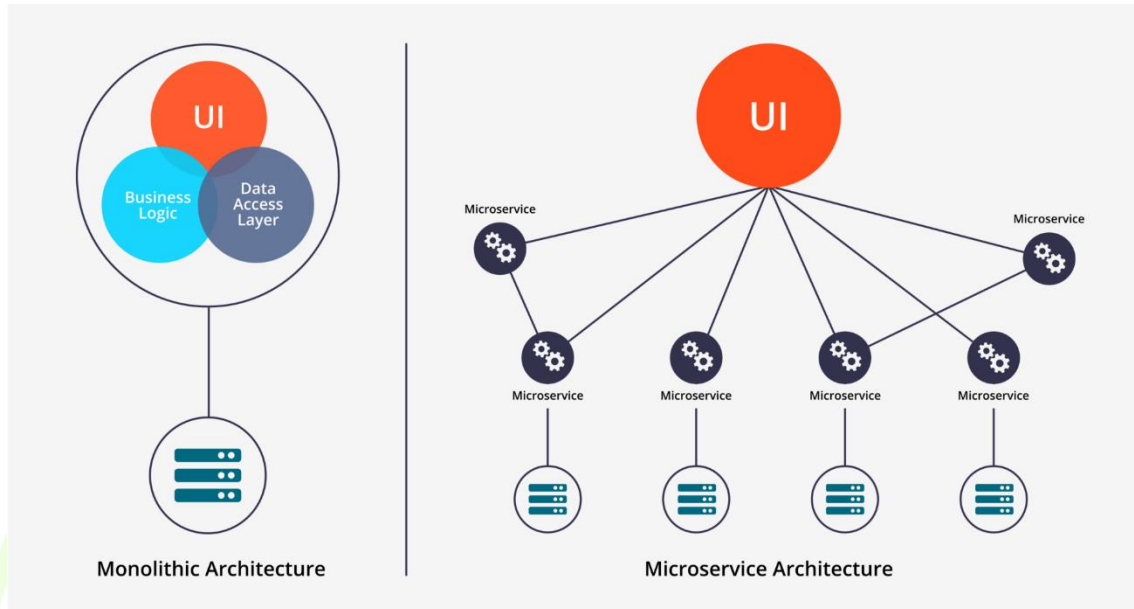 UI
Business
Logic
Data
Access
Layer
Monolithic Architecture
UI
Microservice
Microservice
Microservice
Microservice
Microservice
Microservice
Microservice Architecture